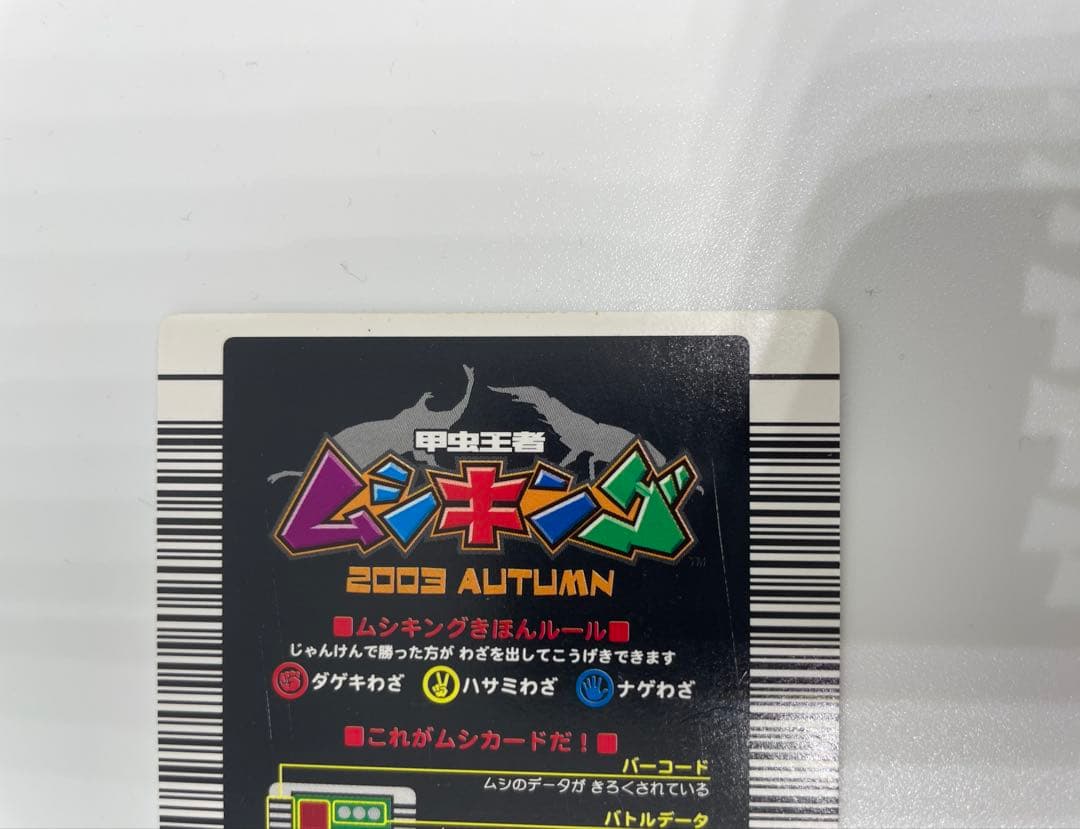 甲虫王者
ムシキング
TM
2003 AUTUMN
■ムシキングきほんルール■
じゃんけんで勝った方が わざを出してこうげきできます
ダゲキわざ ハサミわざ ナゲわざ
■これがムシカードだ!■
バーコード
ムシのデータが きろくされている
バトルデータ